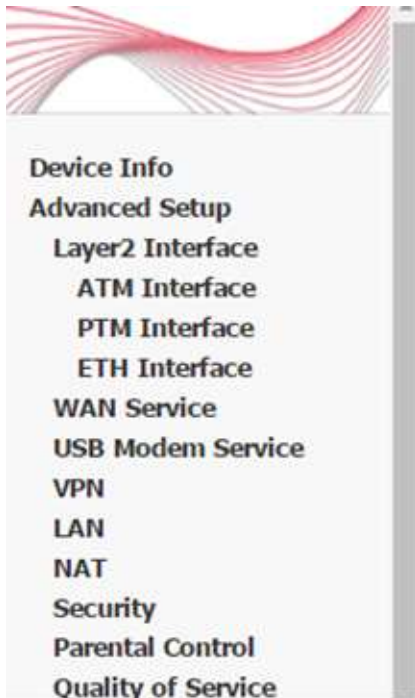 Device Info
Advanced Setup
Layer2 Interface
ATM Interface
PTM Interface
ETH Interface
WAN Service
USB Modem Service
VPN
LAN
NAT
Security
Parental Control
Quality of Service